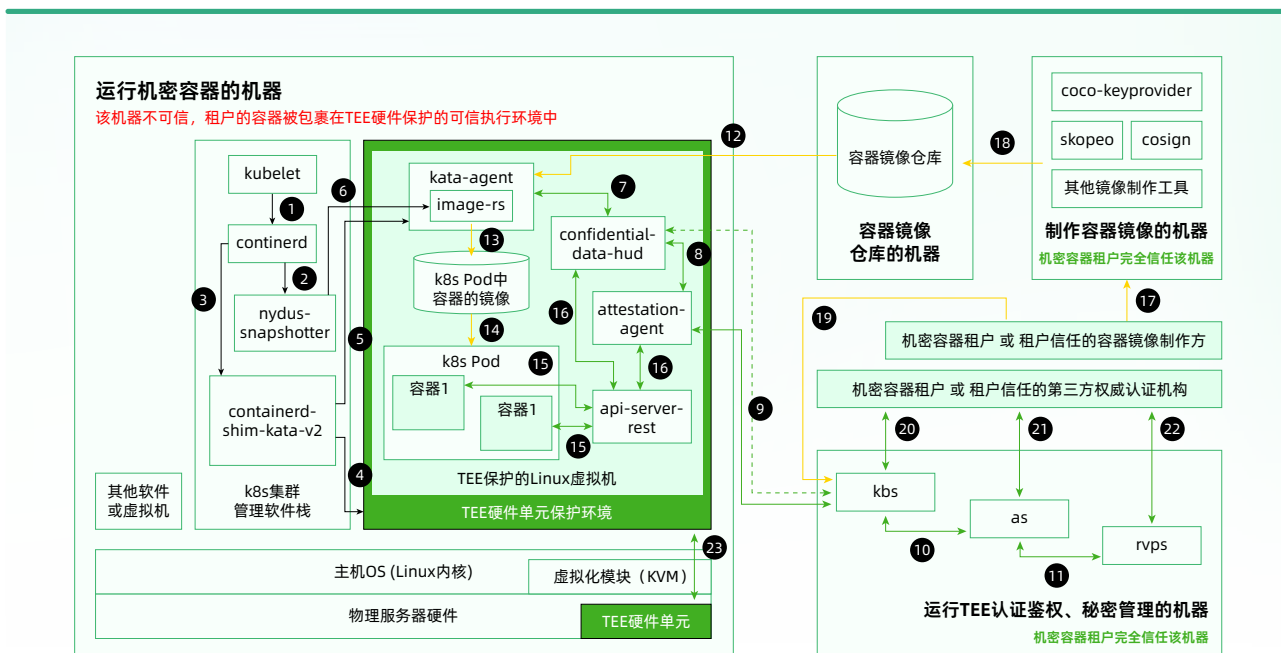 运行机密容器的机器
该机器不可信，租户的容器被包裹在TEE硬件保护的可信执行环境中
kubelet
1
continerd
2
3
nydus-
snapshotter
containerd-
shim-kata-v2
k8s集群
管理软件栈
其他软件
或虚拟机
6
5
4
kata-agent
image-rs
7
confidential-
data-hud
8
13
k8s Pod中
容器的镜像
14
16
attestation-
agent
16
k8s Pod
15
容器1
容器1
15
api-server-
rest
TEE保护的Linux虚拟机
TEE硬件单元保护环境
23
主机OS (Linux内核)
虚拟化模块（KVM）
物理服务器硬件
TEE硬件单元
12
9
容器镜像仓库
容器镜像
仓库的机器
18
coco-keyprovider
skopeo
cosign
其他镜像制作工具
制作容器镜像的机器
机密容器租户完全信任该机器
17
19
机密容器租户 或 租户信任的容器镜像制作方
机密容器租户 或 租户信任的第三方权威认证机构
20
21
22
kbs
as
rvps
10
11
运行TEE认证鉴权、秘密管理的机器
机密容器租户完全信任该机器